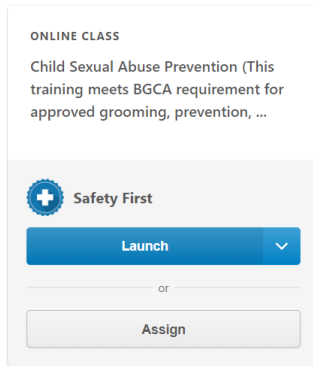 ONLINE CLASS
Child Sexual Abuse Prevention (This
training meets BGCA requirement for
approved grooming, prevention, ...
Safety First
Launch
or
Assign